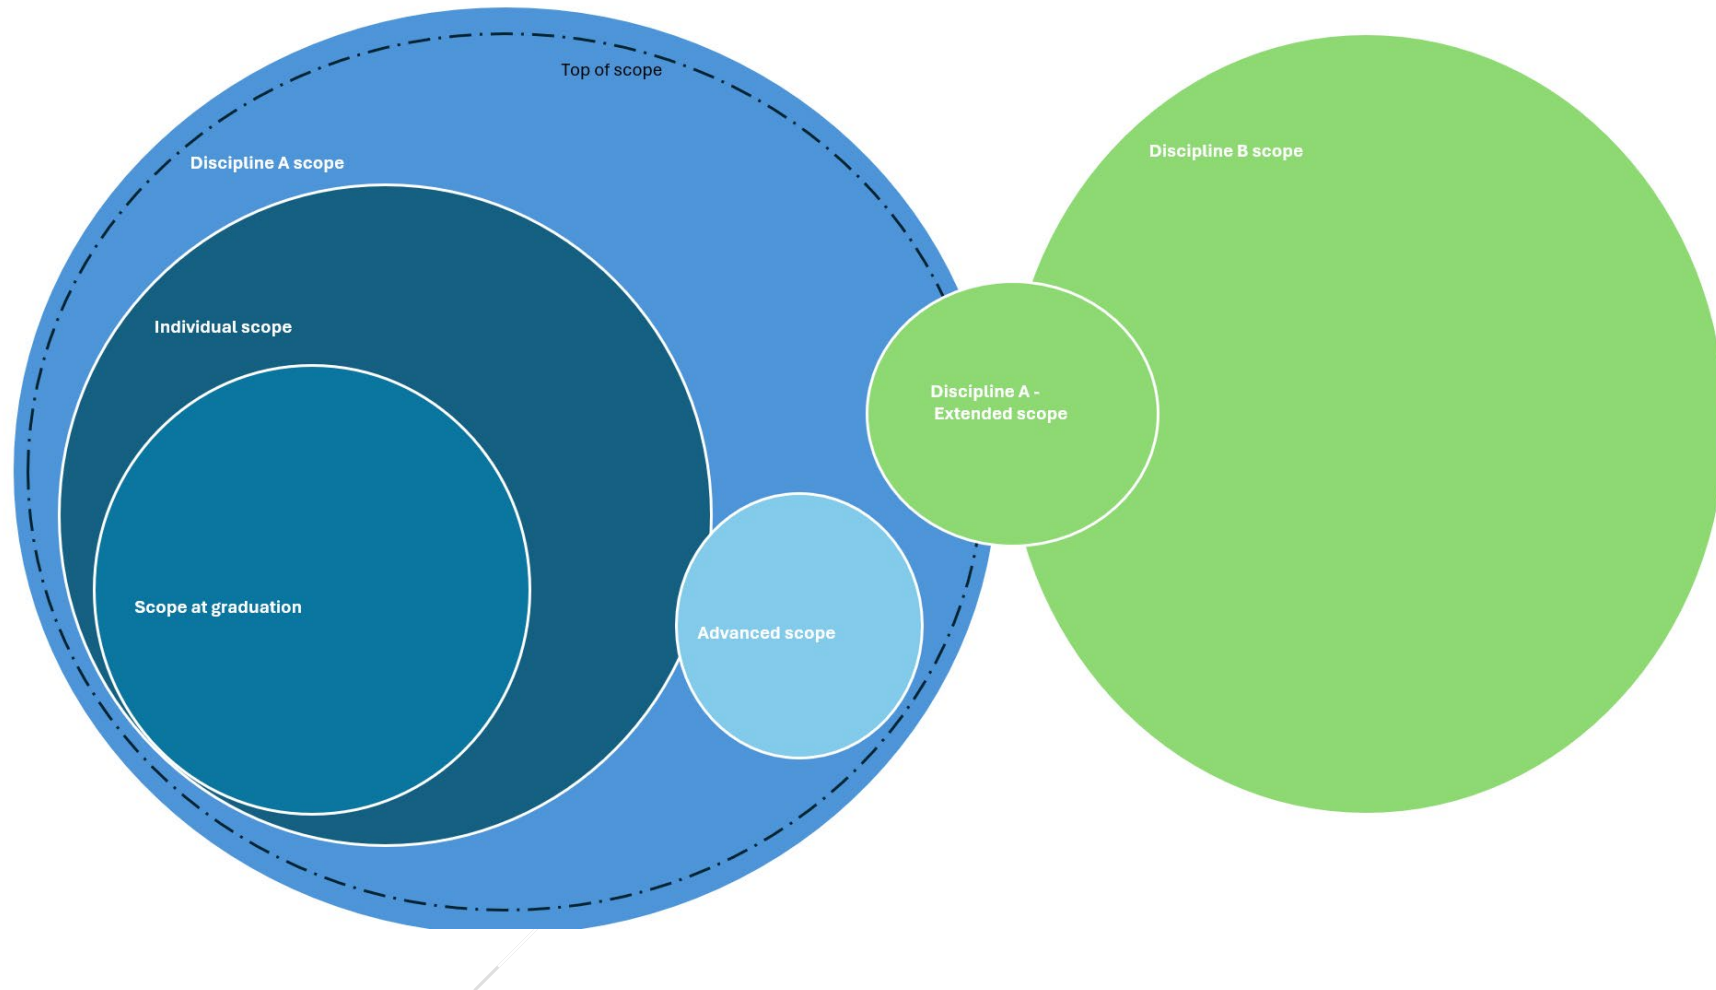 Top of scope
Discipline A scope
Discipline B scope
Individual scope
Discipline A -
Extended scope
Scope at graduation
Advanced scope